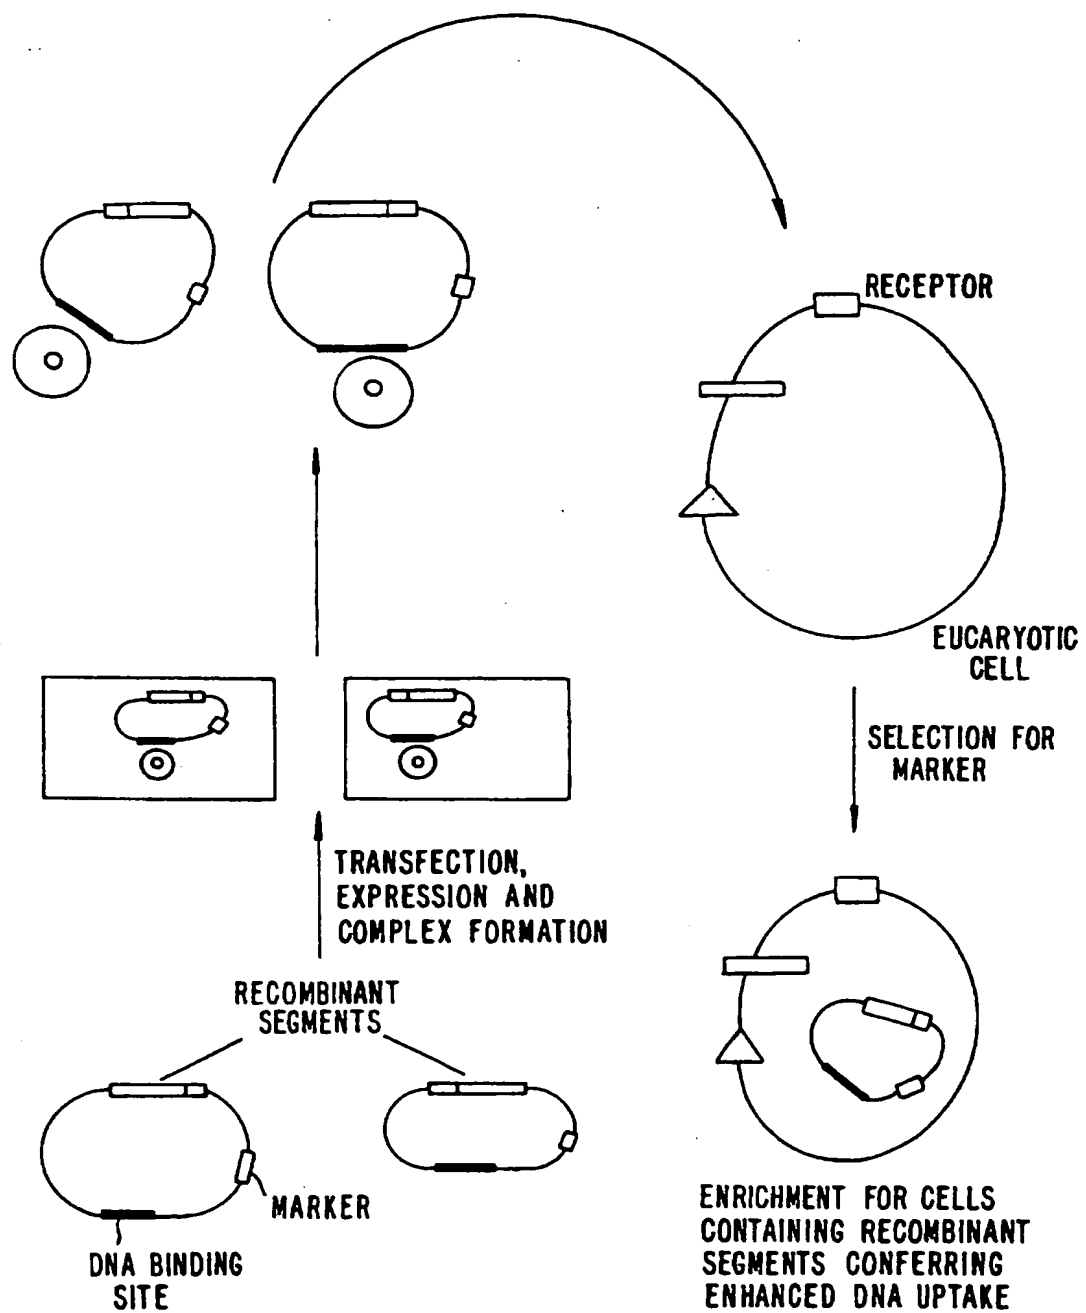 RECEPTOR
EUCARYOTIC
CELL
SELECTION FOR
MARKER
TRANSFECTION,
EXPRESSION AND
COMPLEX FORMATION
RECOMBINANT
SEGMENTS
MARKER
DNA BINDING
SITE
ENRICHMENT FOR CELLS
CONTAINING RECOMBINANT
SEGMENTS CONFERRING
ENHANCED DNA UPTAKE